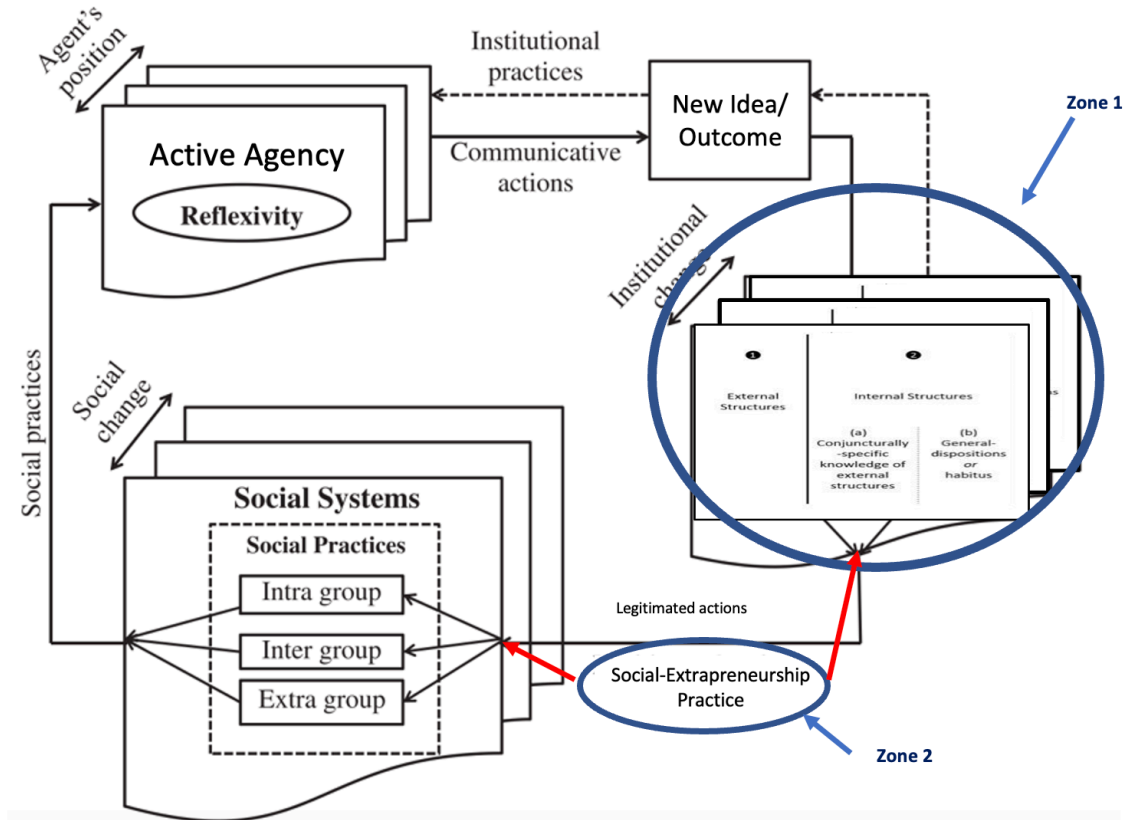 Agent's
position
Institutional
practices
New Idea/
Outcome
Zone 1
Active Agency
Communicative
actions
Reflexivity
Institutional
change
❶
❷
External
Structures
Internal Structures
(a)
Conjuncturally
-specific
knowledge of
external
structures
(b)
General-
dispositions
or
habitus
Social practices
Social
change
Social Systems
Social Practices
Intra group
Inter group
Extra group
Legitimated actions
Social-Extrapreneurship
Practice
Zone 2